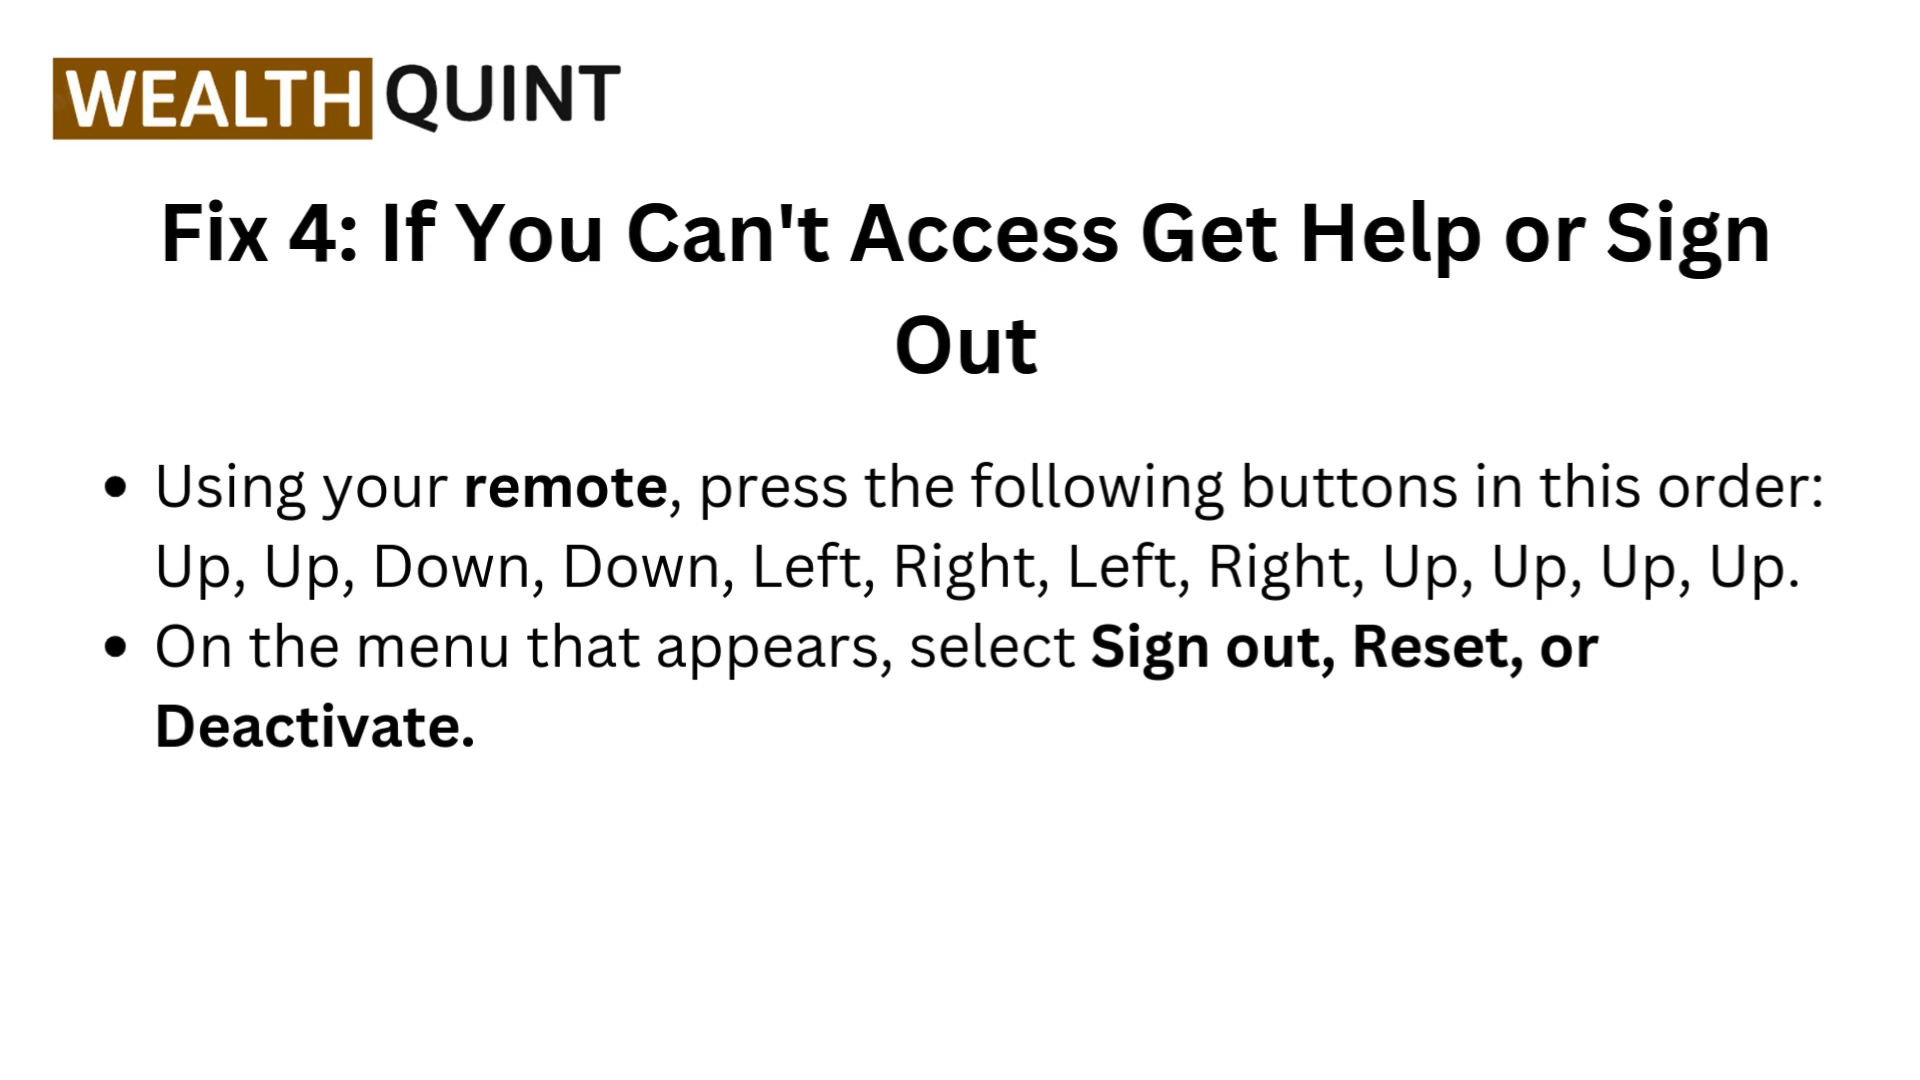 WEALTH QUINT
Fix 4: If You Can't Access Get Help or Sign
Out
• Using your remote, press the following buttons in this order:
Up, Up, Down, Down, Left, Right, Left, Right, Up, Up, Up, Up.
• On the menu that appears, select Sign out, Reset, or
Deactivate.